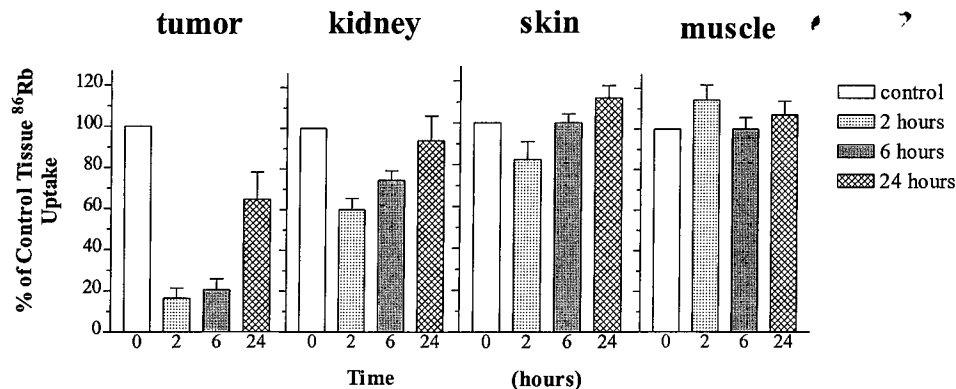 tumor kidney skin muscle
% of Control Tissue ⁸⁶Rb
Uptake
120
100
80
60
40
20
0
control
2 hours
6 hours
24 hours
0 2 6 24 0 2 6 24 0 2 6 24 0 2 6 24
Time (hours)